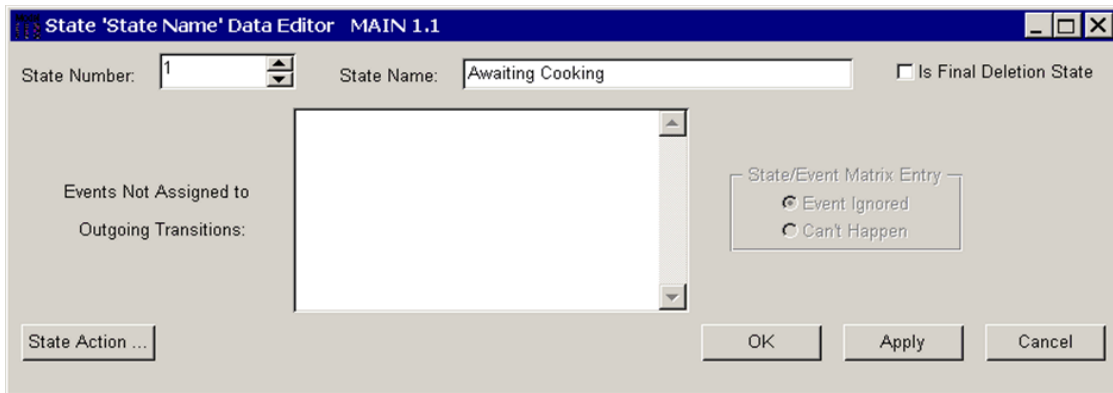 State 'State Name' Data Editor MAIN 1.1
State Number: 1 State Name: Awaiting Cooking Is Final Deletion State
State/Event Matrix Entry
Events Not Assigned to
Outgoing Transitions:
Event Ignored
Can't Happen
State Action ... OK Apply Cancel